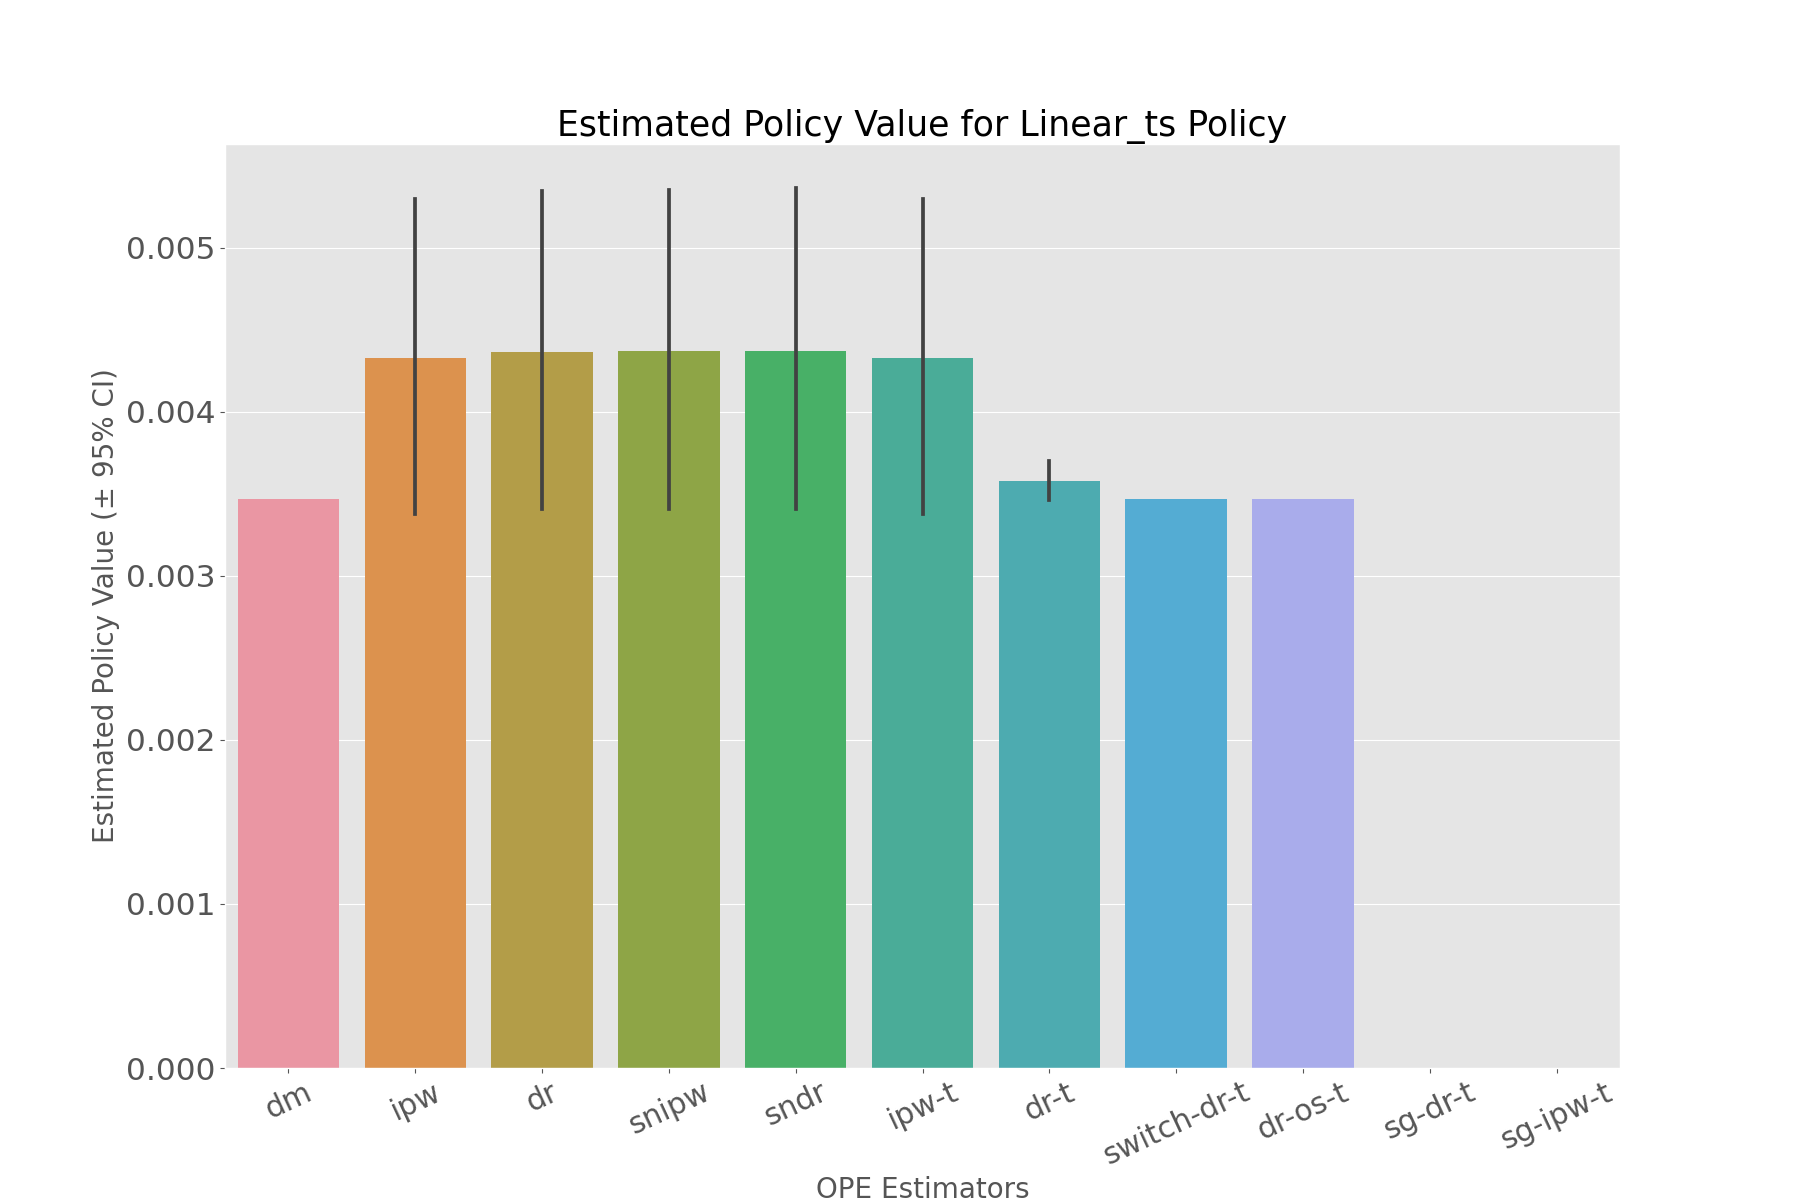 Estimated Policy Value for Linear_ts Policy
Estimated Policy Value (± 95% CI)
0.005
0.004
0.003
0.002
0.001
0.000
dm
ipw
dr
snipw
sndr
ipw-t
dr-t
switch-dr-t
dr-os-t
sg-dr-t
sg-ipw-t
OPE Estimators